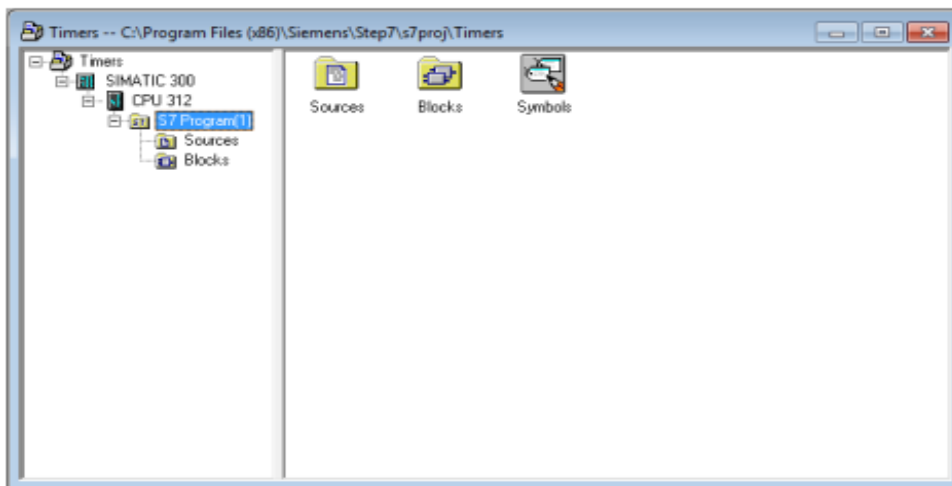 Timers -- C:\Program Files (x86)\Siemens\Step7\s7proj\Timers
Timers
SIMATIC 300
CPU 312
S7 Program(1)
Sources
Blocks
Sources
Blocks
Symbols